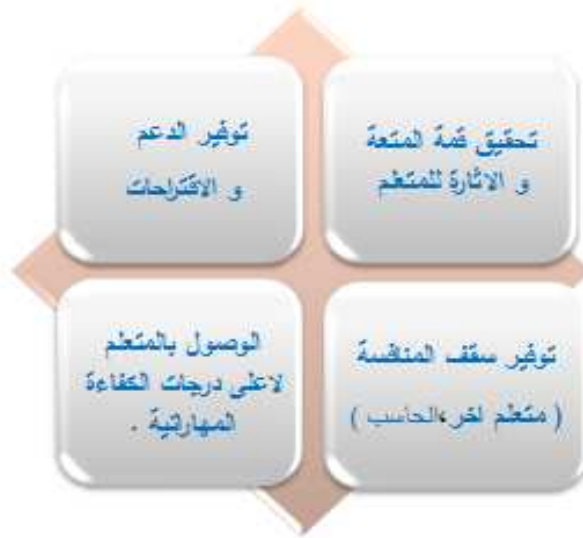 تحقيق قمة المتعة
و الاثارة للمتعلم
توفير الدعم
و الاقتراحات
توفير سقف المنافسة
( متعلم اخر،الحاسب )
الوصول بالمتعلم
لاعلى درجات الكفاءة
المهاراتية .